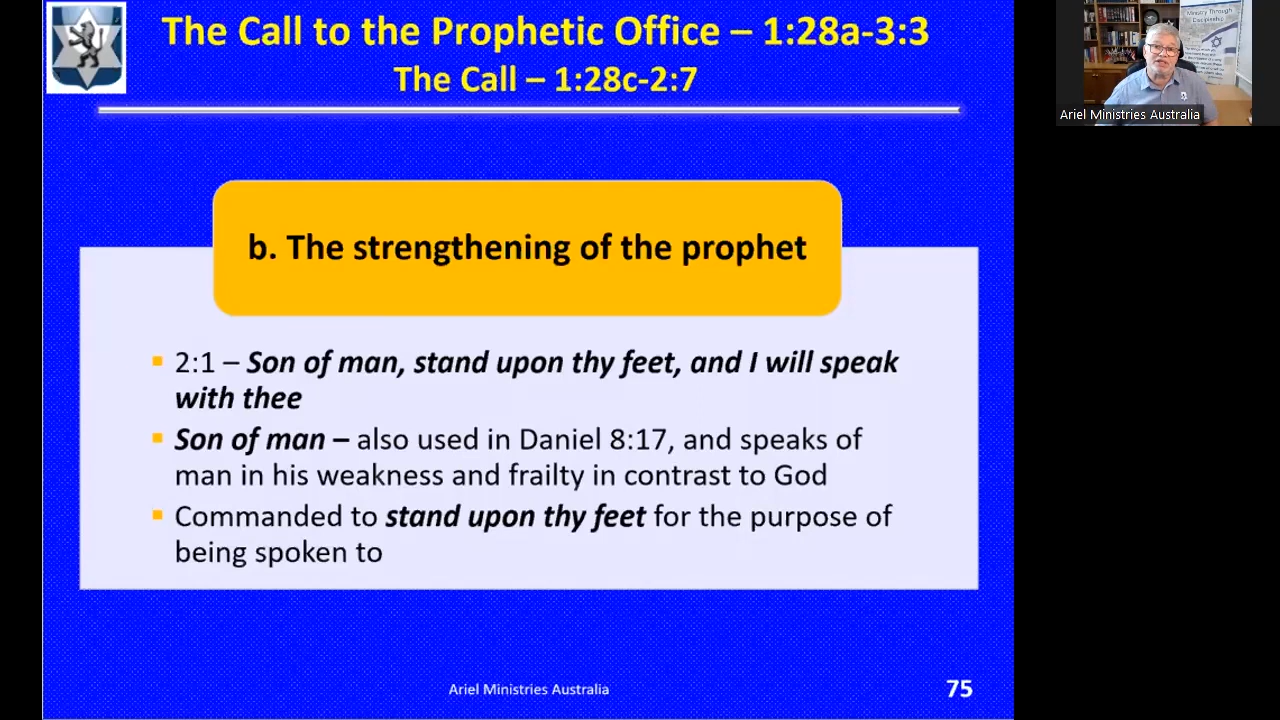 The Call to the Prophetic Office – 1:28a-3:3
The Call – 1:28c-2:7
b. The strengthening of the prophet
▪ 2:1 – Son of man, stand upon thy feet, and I will speak
with thee
▪ Son of man – also used in Daniel 8:17, and speaks of
man in his weakness and frailty in contrast to God
▪ Commanded to stand upon thy feet for the purpose of
being spoken to
Ariel Ministries Australia
75
Ministry Through
Discipleship
Ariel Ministries Australia